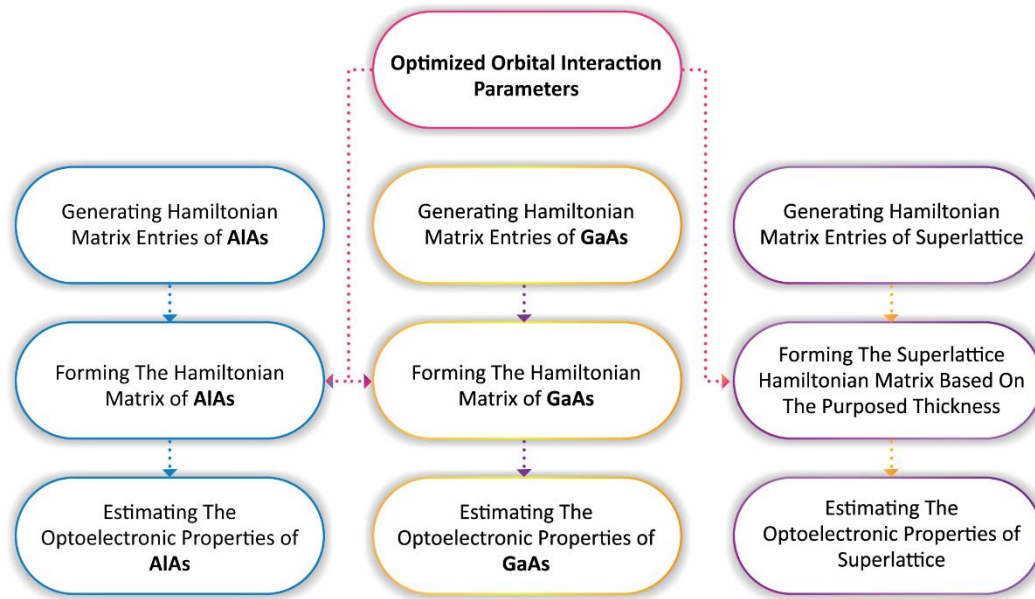 Optimized Orbital Interaction
Parameters
Generating Hamiltonian
Matrix Entries of AlAs
Generating Hamiltonian
Matrix Entries of GaAs
Generating Hamiltonian
Matrix Entries of Superlattice
Forming The Hamiltonian
Matrix of AlAs
Forming The Hamiltonian
Matrix of GaAs
Forming The Superlattice
Hamiltonian Matrix Based On
The Purposed Thickness
Estimating The
Optoelectronic Properties of
AlAs
Estimating The
Optoelectronic Properties of
GaAs
Estimating The
Optoelectronic Properties of
Superlattice